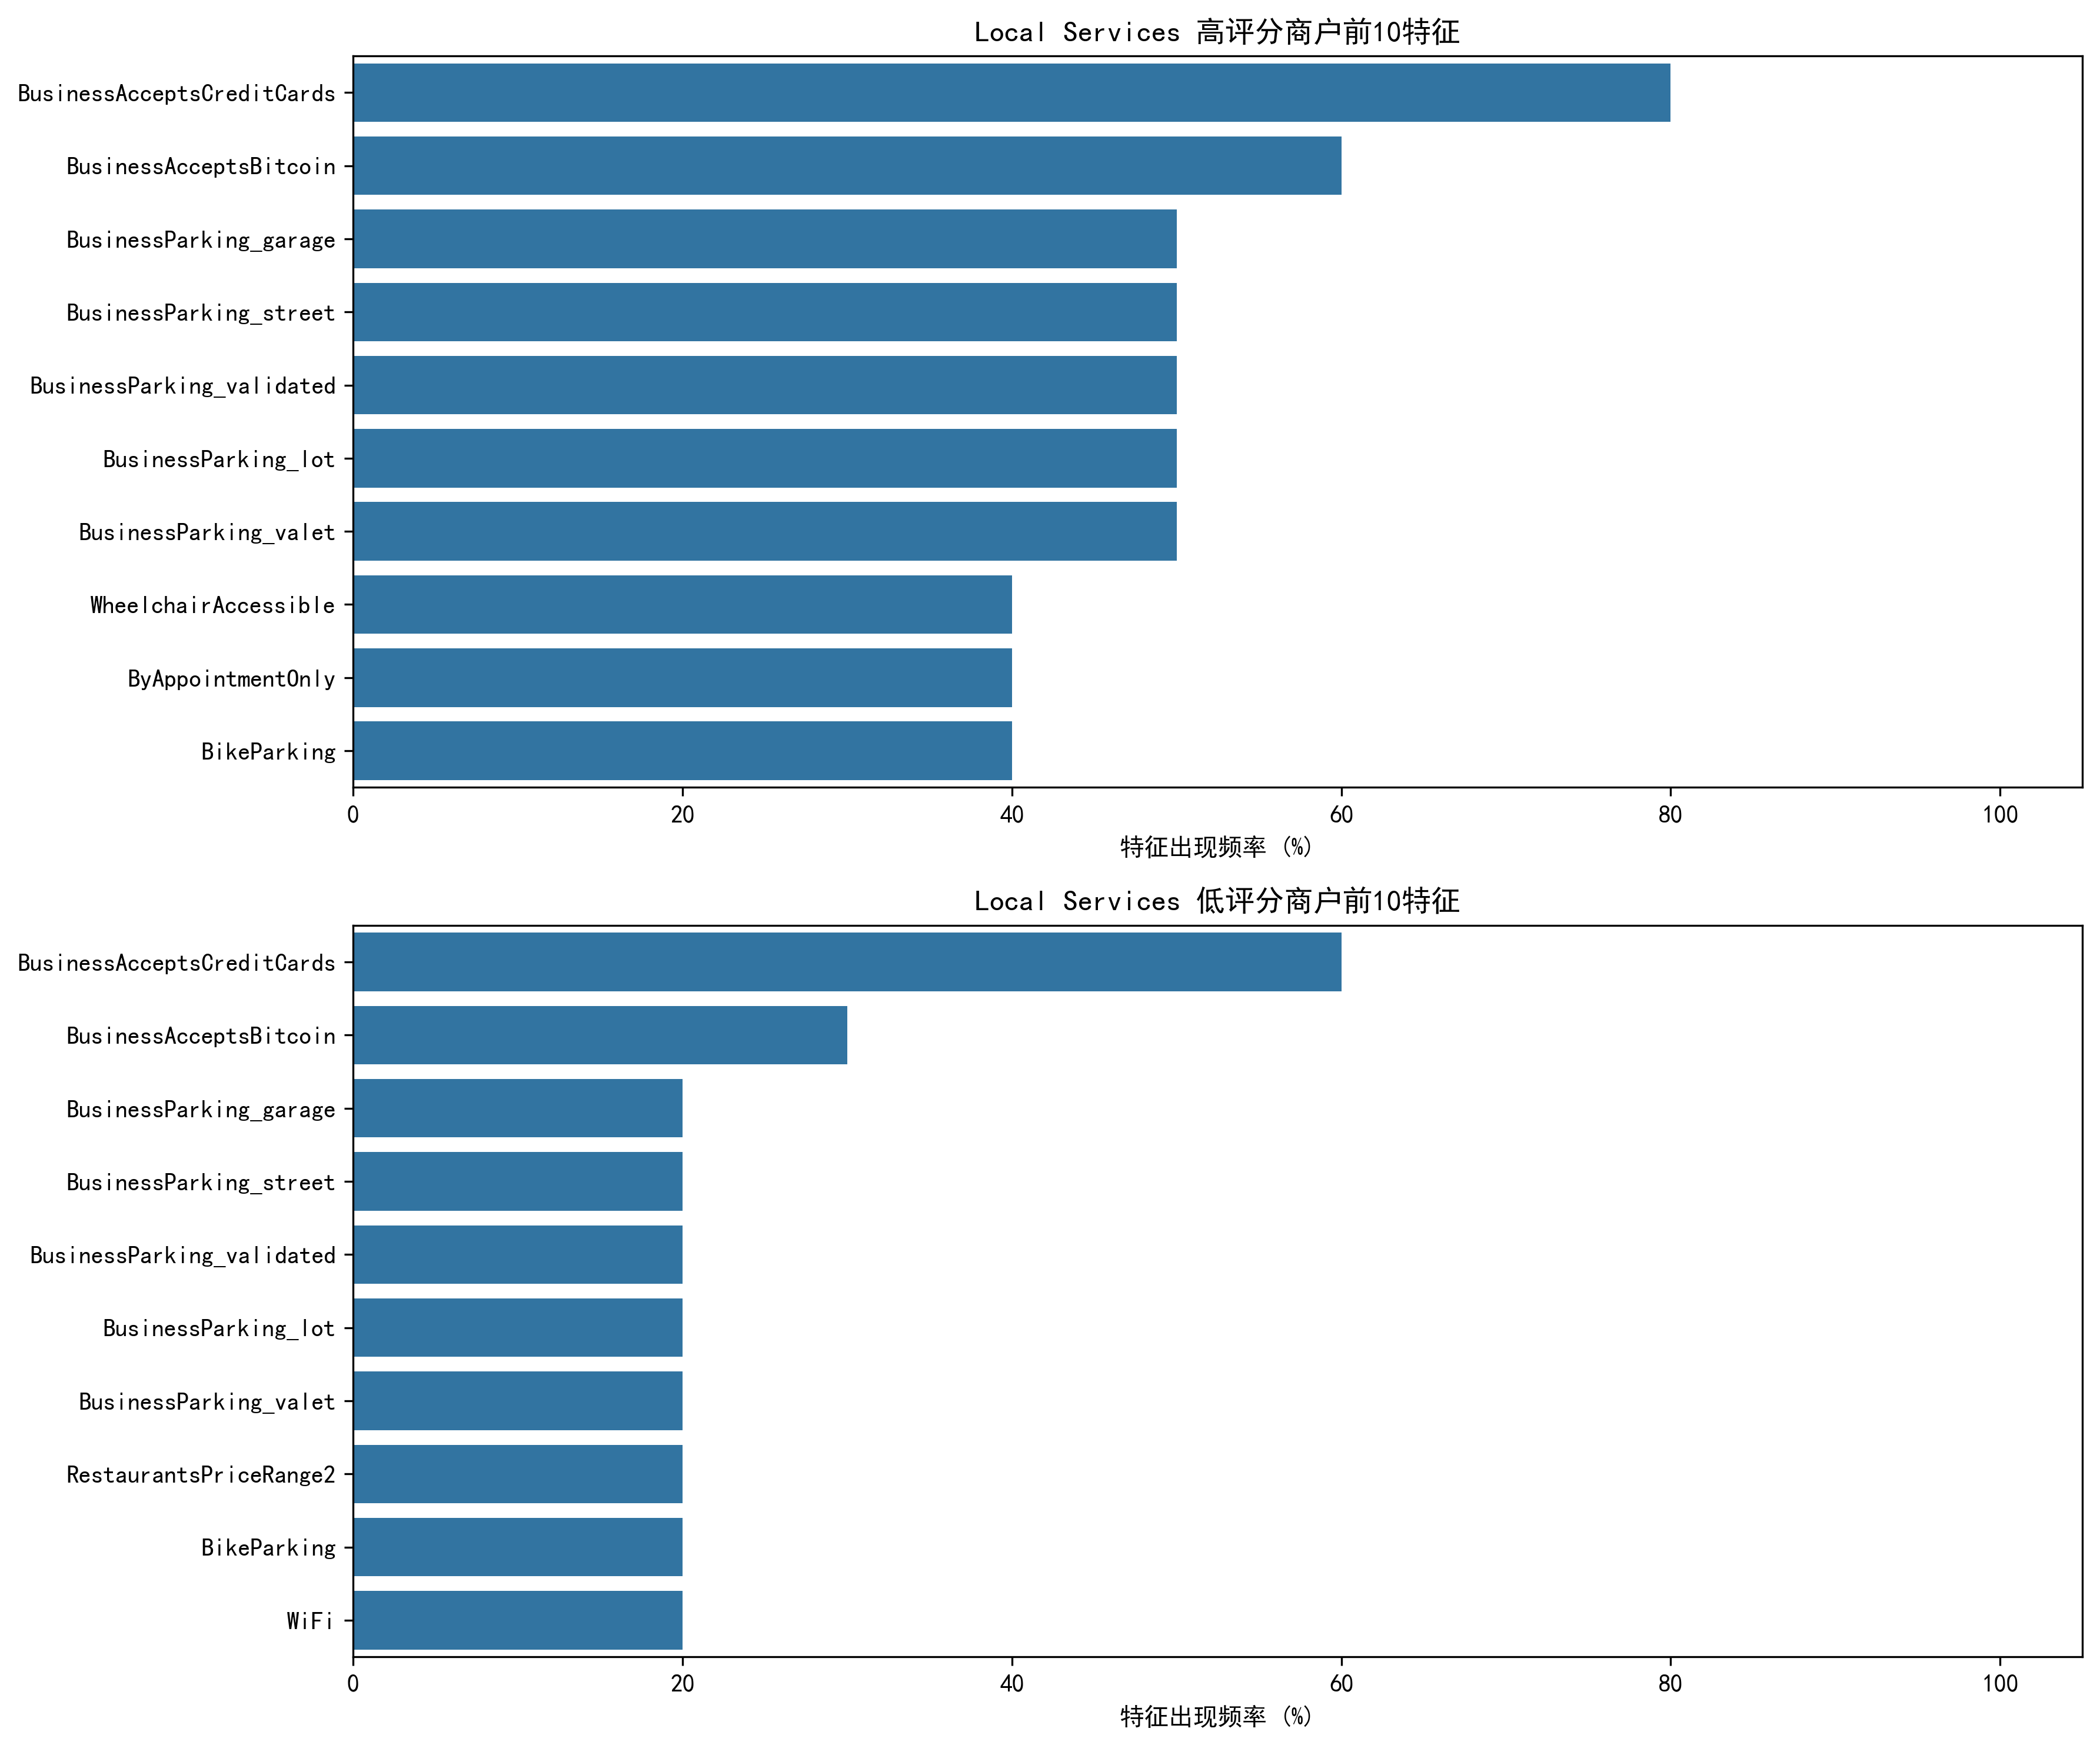 Local Services 高评分商户前10特征
BusinessAcceptsCreditCards
BusinessAcceptsBitcoin
BusinessParking_garage
BusinessParking_street
BusinessParking_validated
BusinessParking_lot
BusinessParking_valet
WheelchairAccessible
ByAppointmentOnly
BikeParking
0 20 40 60 80 100
特征出现频率 (%)
Local Services 低评分商户前10特征
BusinessAcceptsCreditCards
BusinessAcceptsBitcoin
BusinessParking_garage
BusinessParking_street
BusinessParking_validated
BusinessParking_lot
BusinessParking_valet
RestaurantsPriceRange2
BikeParking
WiFi
0 20 40 60 80 100
特征出现频率 (%)